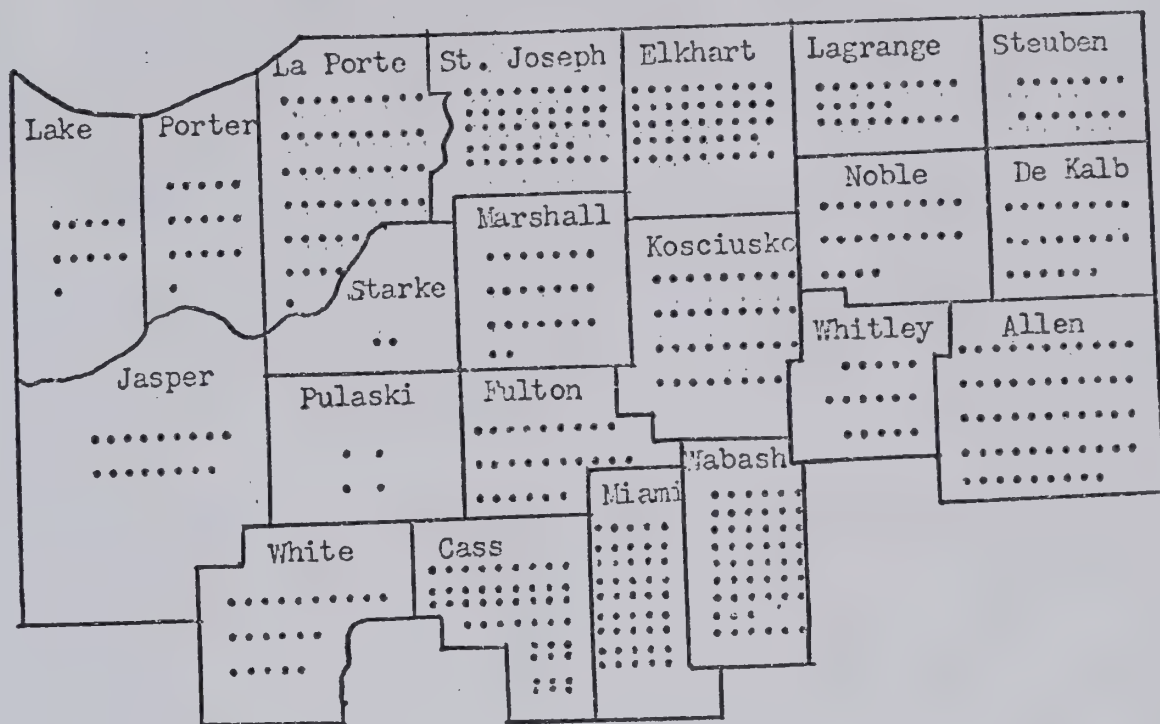 La Porte St. Joseph Elkhart Lagrange Steuben
Lake Porter
Noble De Kalb
Marshall
Kosciusko
Starke
Whitley Allen
Jasper Pulaski Fulton
Wabash
Miami
White Cass